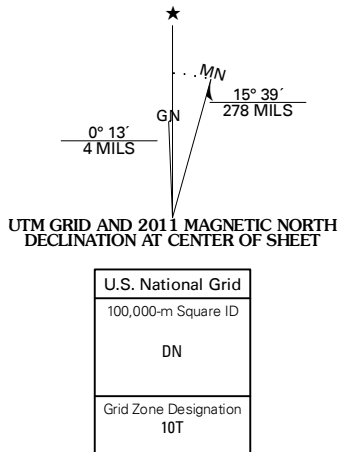 ★
MN
15° 39´
278 MILS
GN
0° 13´
4 MILS
UTM GRID AND 2011 MAGNETIC NORTH
DECLINATION AT CENTER OF SHEET
U.S. National Grid
100,000-m Square ID
DN
Grid Zone Designation
10T